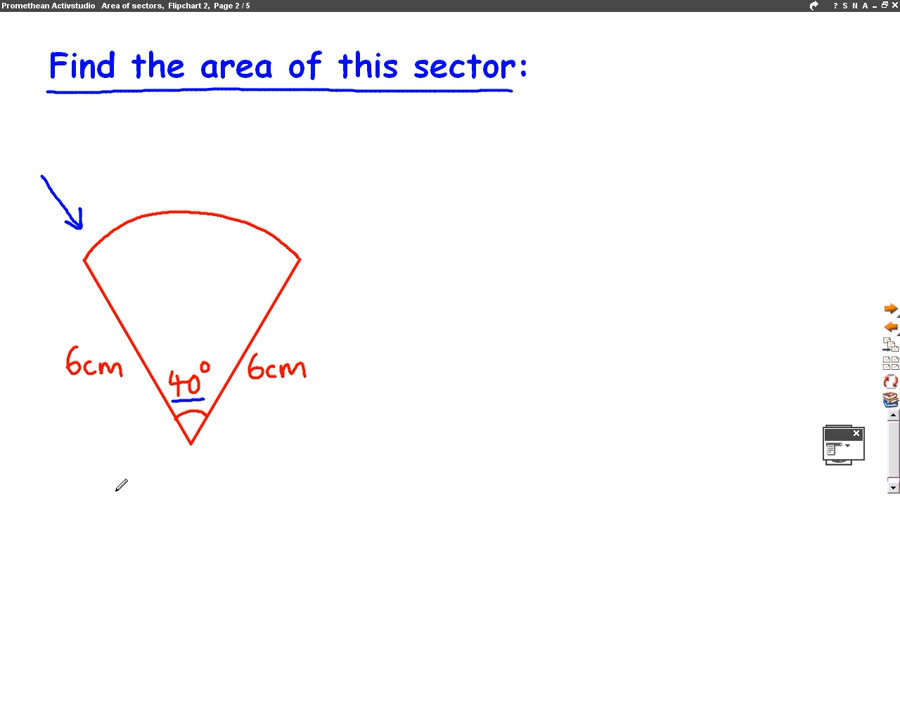 Promethean Activstudio Area of sectors, Flipchart 2, Page 2 / 5
? S N A
Find the area of this sector:
6cm
40°
6cm